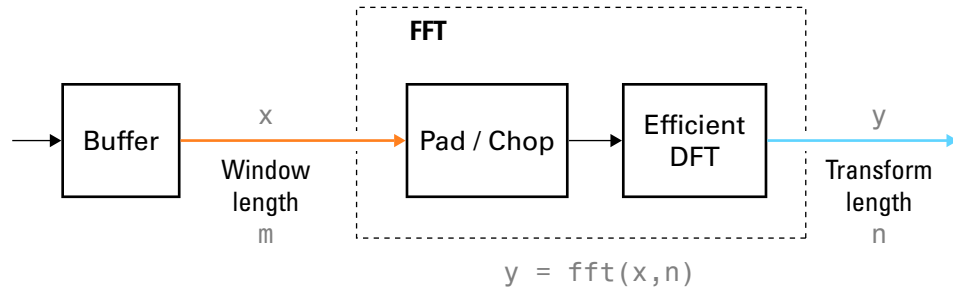 FFT
Buffer
x
Window
length
m
Pad / Chop
Efficient
DFT
y
Transform
length
n
y = fft(x,n)